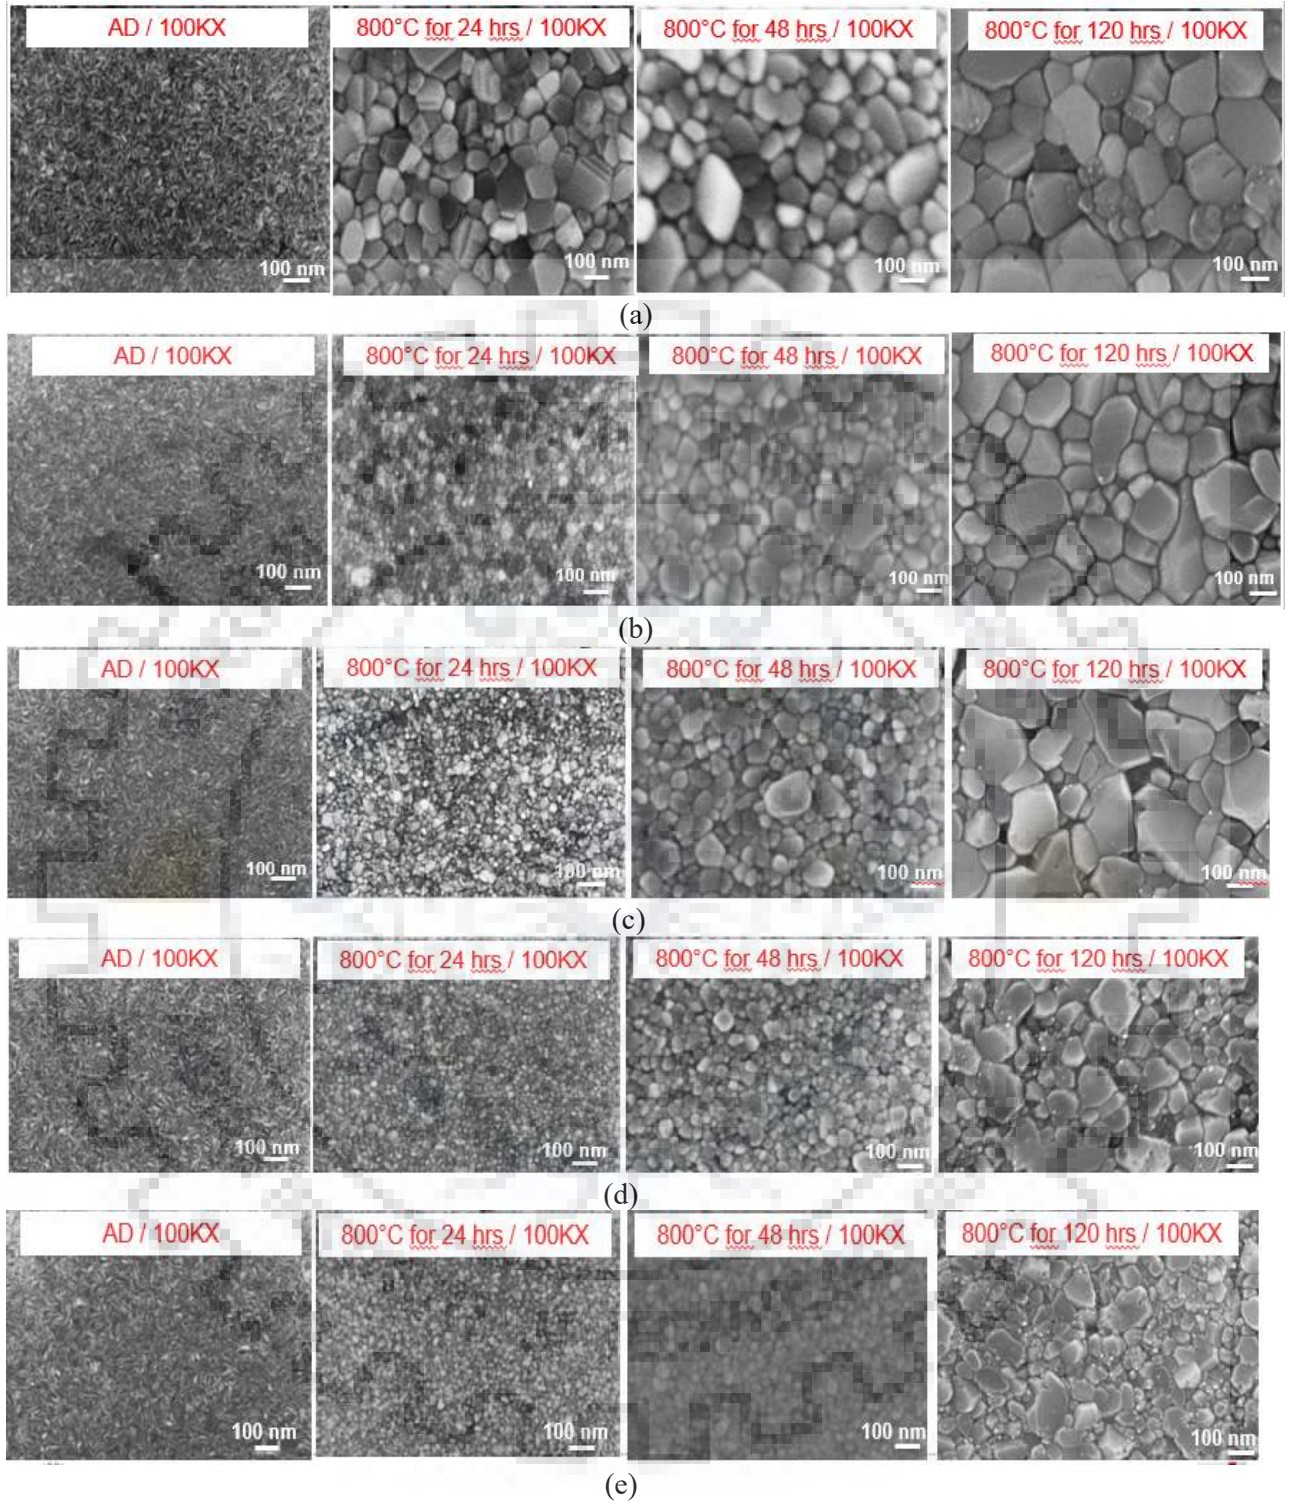 AD / 100KX 800°C for 24 hrs / 100KX 800°C for 48 hrs / 100KX 800°C for 120 hrs / 100KX
100 nm 100 nm 100 nm 100 nm
(a)
AD / 100KX 800°C for 24 hrs / 100KX 800°C for 48 hrs / 100KX 800°C for 120 hrs / 100KX
100 nm 100 nm 100 nm 100 nm
(b)
AD / 100KX 800°C for 24 hrs / 100KX 800°C for 48 hrs / 100KX 800°C for 120 hrs / 100KX
100 nm 100 nm 100 nm 100 nm
(c)
AD / 100KX 800°C for 24 hrs / 100KX 800°C for 48 hrs / 100KX 800°C for 120 hrs / 100KX
100 nm 100 nm 100 nm 100 nm
(d)
AD / 100KX 800°C for 24 hrs / 100KX 800°C for 48 hrs / 100KX 800°C for 120 hrs / 100KX
100 nm 100 nm 100 nm 100 nm
(e)